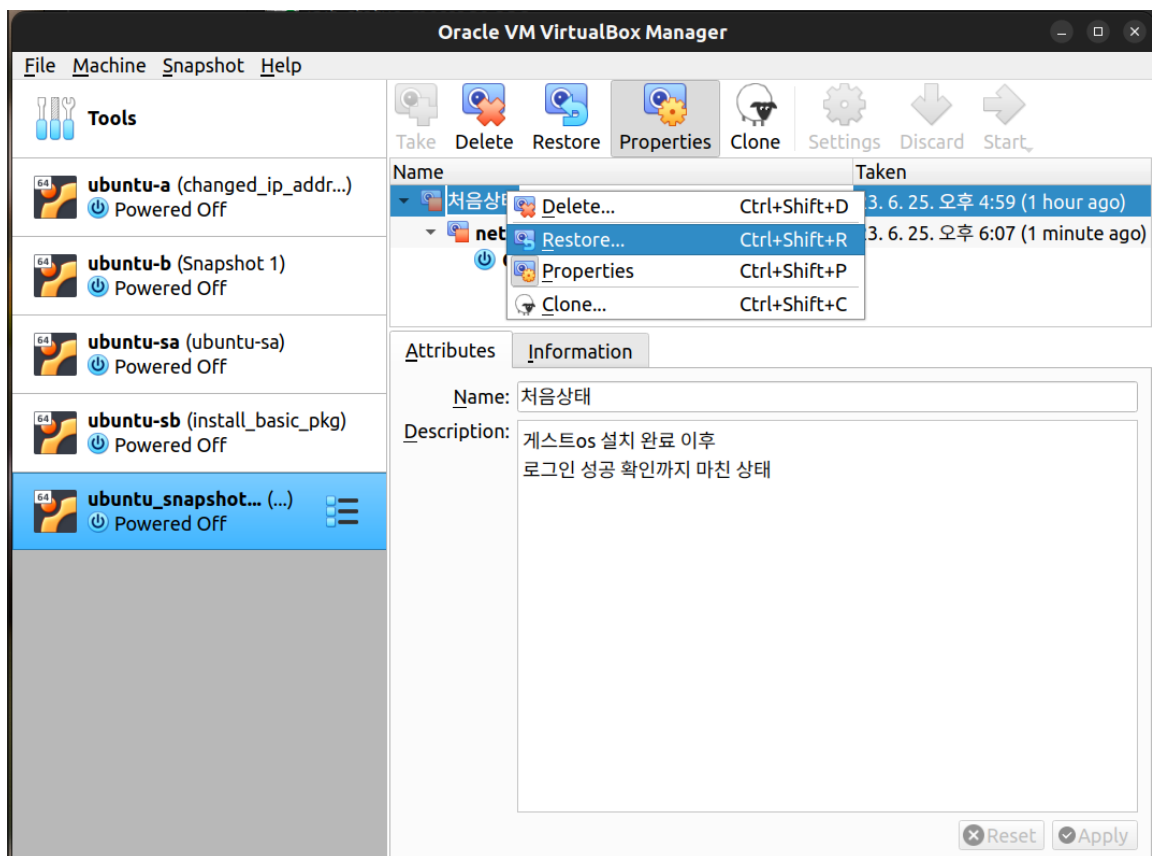 Oracle VM VirtualBox Manager
File Machine Snapshot Help
Tools
Take Delete Restore Properties Clone Settings Discard Start
Name Taken
ubuntu-a (changed_ip_addr...)
Powered Off
ubuntu-b (Snapshot 1)
Powered Off
ubuntu-sa (ubuntu-sa)
Powered Off
ubuntu-sb (install_basic_pkg)
Powered Off
ubuntu_snapshot... (...)
Powered Off
처음상태 3. 6. 25. 오후 4:59 (1 hour ago)
net 3. 6. 25. 오후 6:07 (1 minute ago)
Delete... Ctrl+Shift+D
Restore... Ctrl+Shift+R
Properties Ctrl+Shift+P
Clone... Ctrl+Shift+C
Attributes Information
Name: 처음상태
Description: 게스트os 설치 완료 이후
로그인 성공 확인까지 마친 상태
Reset Apply
64
64
64
64
64